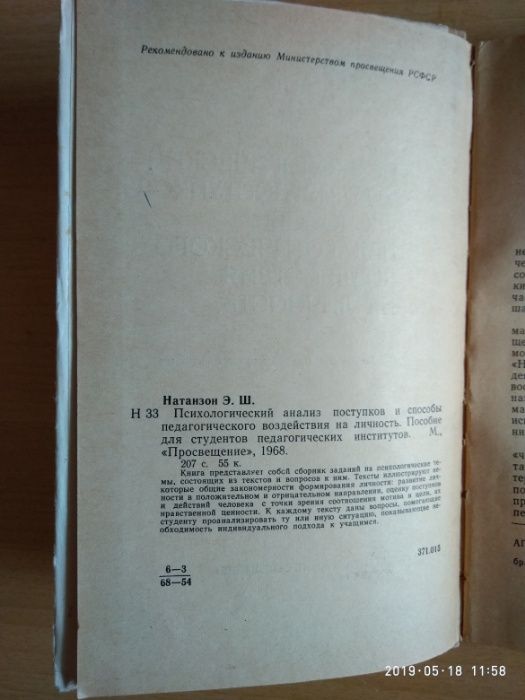 Рекомендовано к изданию Министерством просвещения РСФСР
Натанзон Э. Ш.
Н 33 Психологический анализ поступков и способы
педагогического воздействия на личность. Пособие
для студентов педагогических институтов. М.,
«Просвещение», 1968.
207 с. 55 к.
Книга представляет собой сборник заданий на психологические те-
мы, состоящих из текстов и вопросов к ним. Тексты иллюстрируют не-
которые общие закономерности формирования личности: развитие лич-
ности в положительном и отрицательном направлении, оценку поступков
и действий человека с точки зрения соотношения мотива и цели, их
нравственной ценности. К каждому тексту даны вопросы, помогающие
студенту проанализировать ту или иную ситуацию, показывающие не-
обходимость индивидуального подхода к учащимся.
371.015
6—3
68—54
2019-05-18 11:58